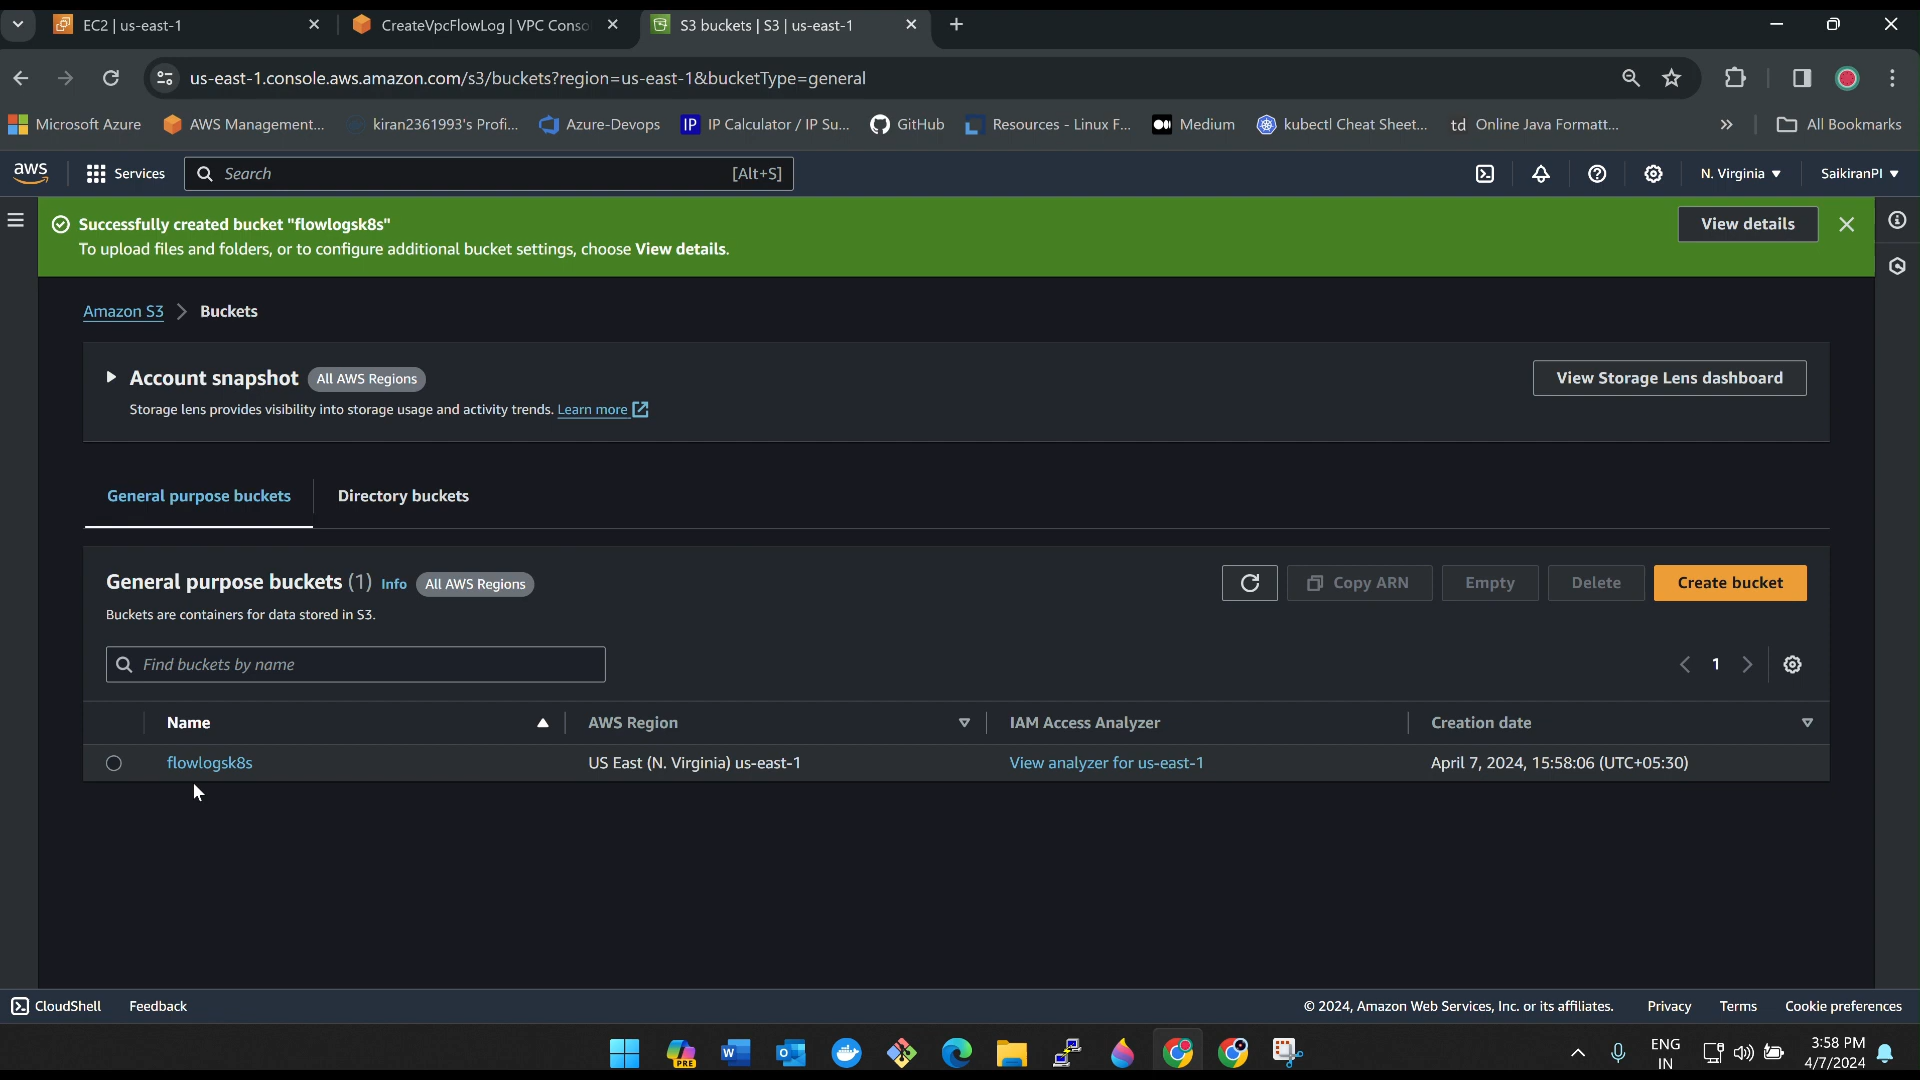 EC2 | us-east-1
CreateVpcFlowLog | VPC Conso
S3 buckets | S3 | us-east-1
us-east-1.console.aws.amazon.com/s3/buckets?region=us-east-1&bucketType=general
Microsoft Azure
AWS Management...
kiran2361993's Profi...
Azure-Devops
IP
IP Calculator / IP Su...
GitHub
Resources - Linux F...
Medium
kubectl Cheat Sheet...
td
Online Java Formatt...
All Bookmarks
aws
Services
Search
[Alt+S]
N. Virginia
SaikiranPI
Successfully created bucket "flowlogsk8s"
To upload files and folders, or to configure additional bucket settings, choose View details.
View details
Amazon S3
Buckets
Account snapshot
All AWS Regions
View Storage Lens dashboard
Storage lens provides visibility into storage usage and activity trends. Learn more
General purpose buckets
Directory buckets
General purpose buckets (1) Info
All AWS Regions
Copy ARN
Empty
Delete
Create bucket
Buckets are containers for data stored in S3.
Find buckets by name
1
Name
AWS Region
IAM Access Analyzer
Creation date
flowlogsk8s
US East (N. Virginia) us-east-1
View analyzer for us-east-1
April 7, 2024, 15:58:06 (UTC+05:30)
CloudShell
Feedback
© 2024, Amazon Web Services, Inc. or its affiliates.
Privacy
Terms
Cookie preferences
PRE
ENG
IN
3:58 PM
4/7/2024